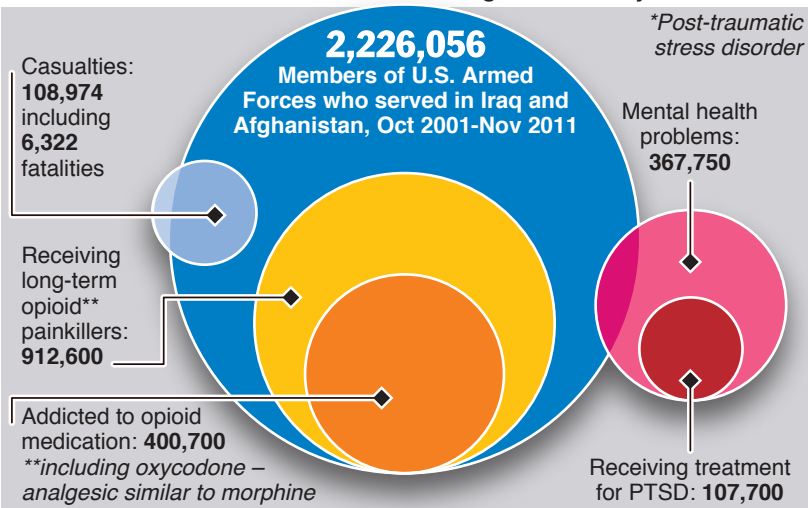 *Post-traumatic
stress disorder
2,226,056
Members of U.S. Armed
Forces who served in Iraq and
Afghanistan, Oct 2001-Nov 2011
Casualties:
108,974
including
6,322
fatalities
Mental health
problems:
367,750
Receiving
long-term
opioid**
painkillers:
912,600
Addicted to opioid
medication: 400,700
**including oxycodone –
analgesic similar to morphine
Receiving treatment
for PTSD: 107,700